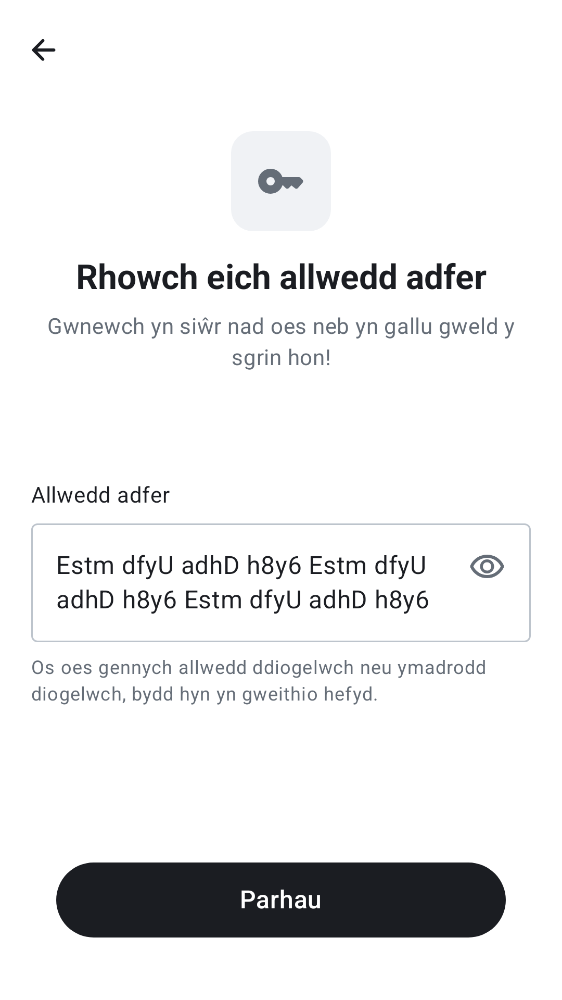 Rhowch eich allwedd adfer
Gwnewch yn siŵr nad oes neb yn gallu gweld y
sgrin hon!
Allwedd adfer
Estm dfyU adhD h8y6 Estm dfyU
adhD h8y6 Estm dfyU adhD h8y6
Os oes gennych allwedd ddiogelwch neu ymadrodd
diogelwch, bydd hyn yn gweithio hefyd.
Parhau